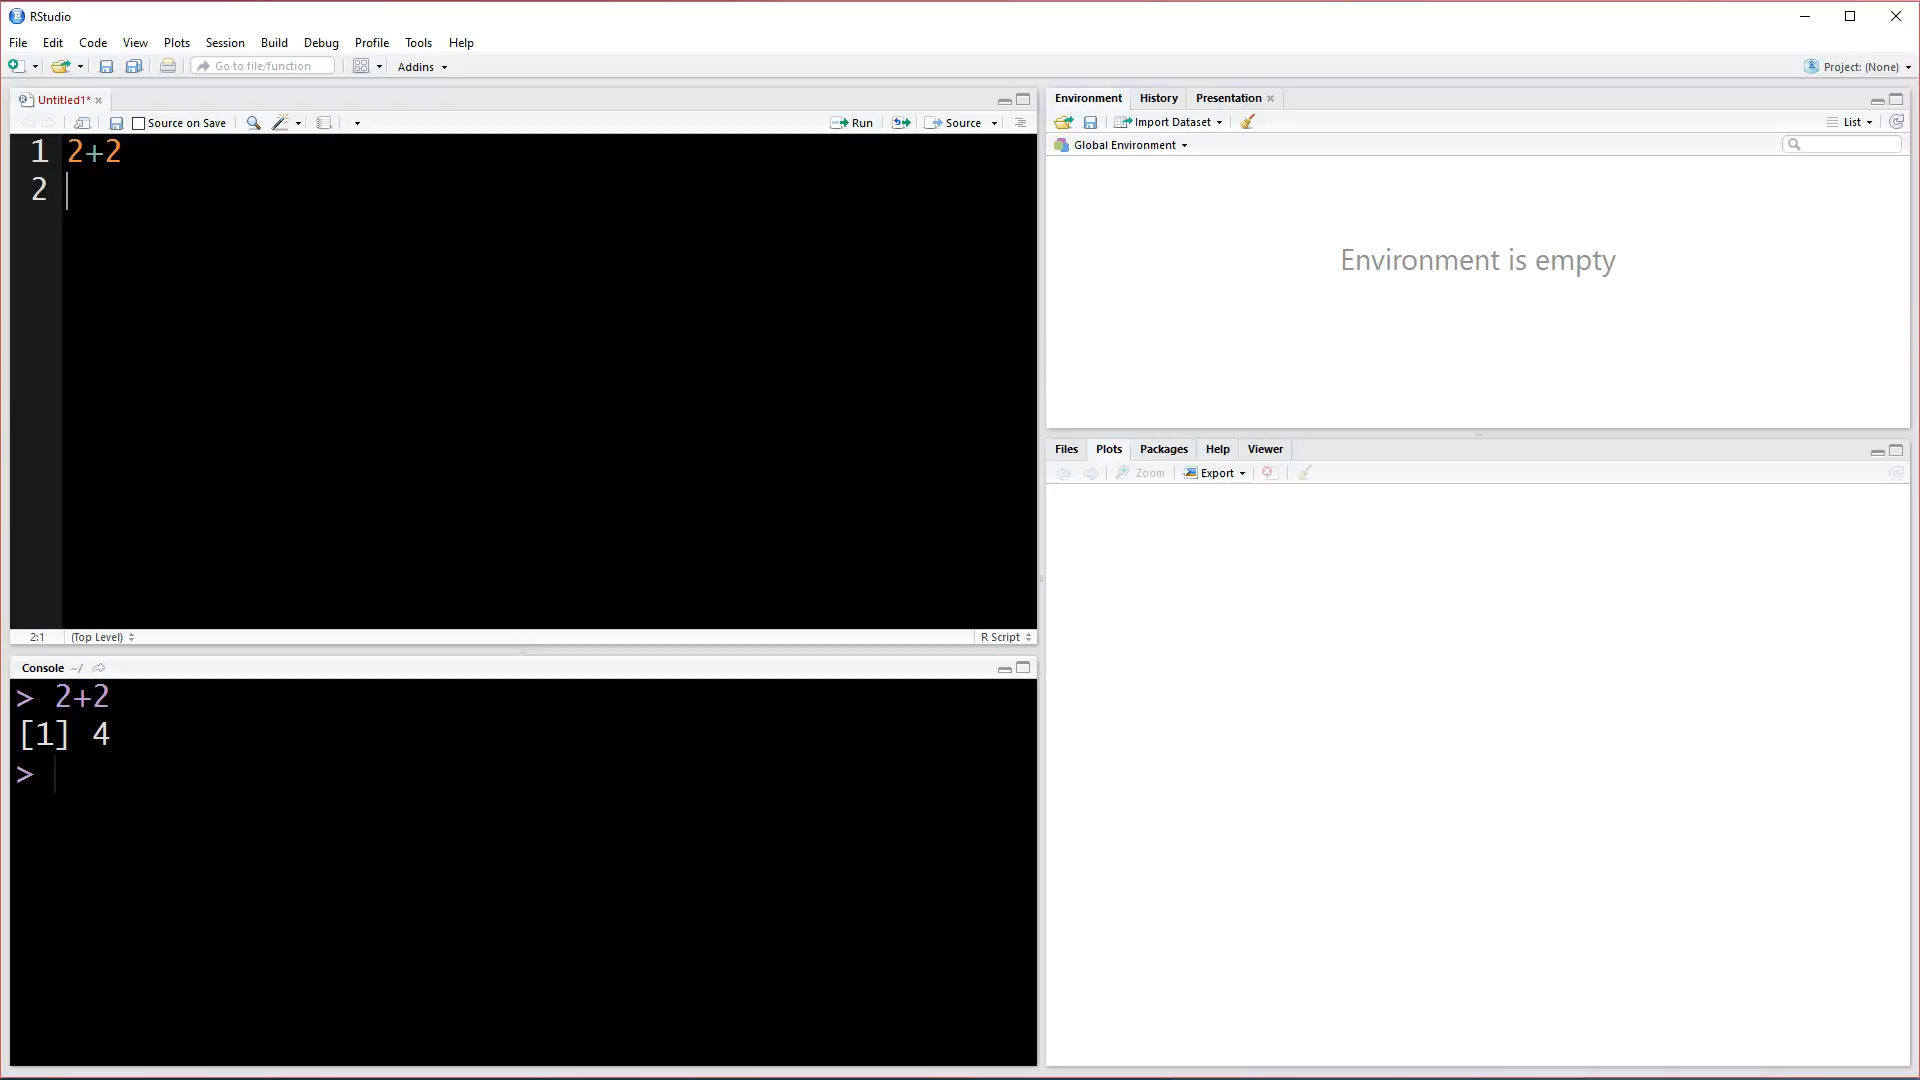 RStudio
File Edit Code View Plots Session Build Debug Profile Tools Help
Go to file/function Addins Project: (None)
Untitled1*
Source on Save Run Source
1 2+2
2
2:1 (Top Level) R Script
Console ~/
> 2+2
[1] 4
>
Environment History Presentation
Import Dataset List
Global Environment
Environment is empty
Files Plots Packages Help Viewer
Zoom Export